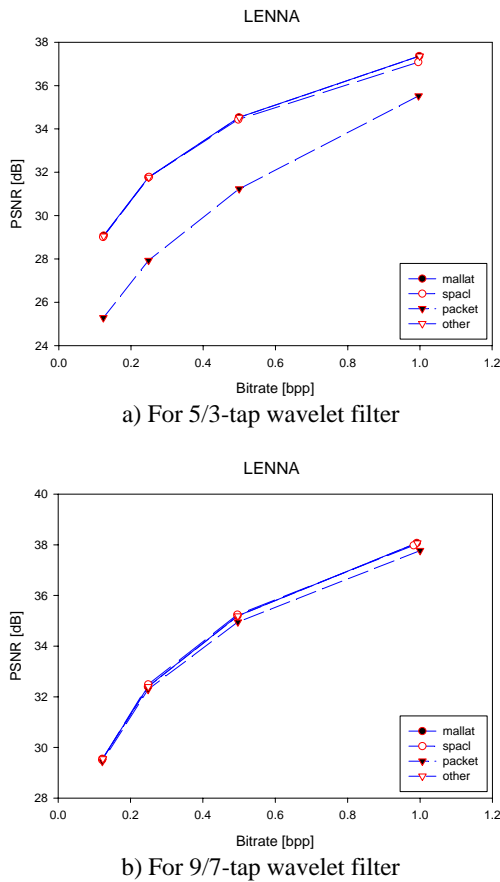 LENNA
38
36
34
32
30
28
26
24
PSNR [dB]
0.0 0.2 0.4 0.6 0.8 1.0 1.2
Bitrate [bpp]
mallat
spacl
packet
other
a) For 5/3-tap wavelet filter
LENNA
40
38
36
34
32
30
28
PSNR [dB]
0.0 0.2 0.4 0.6 0.8 1.0 1.2
Bitrate [bpp]
mallat
spacl
packet
other
b) For 9/7-tap wavelet filter